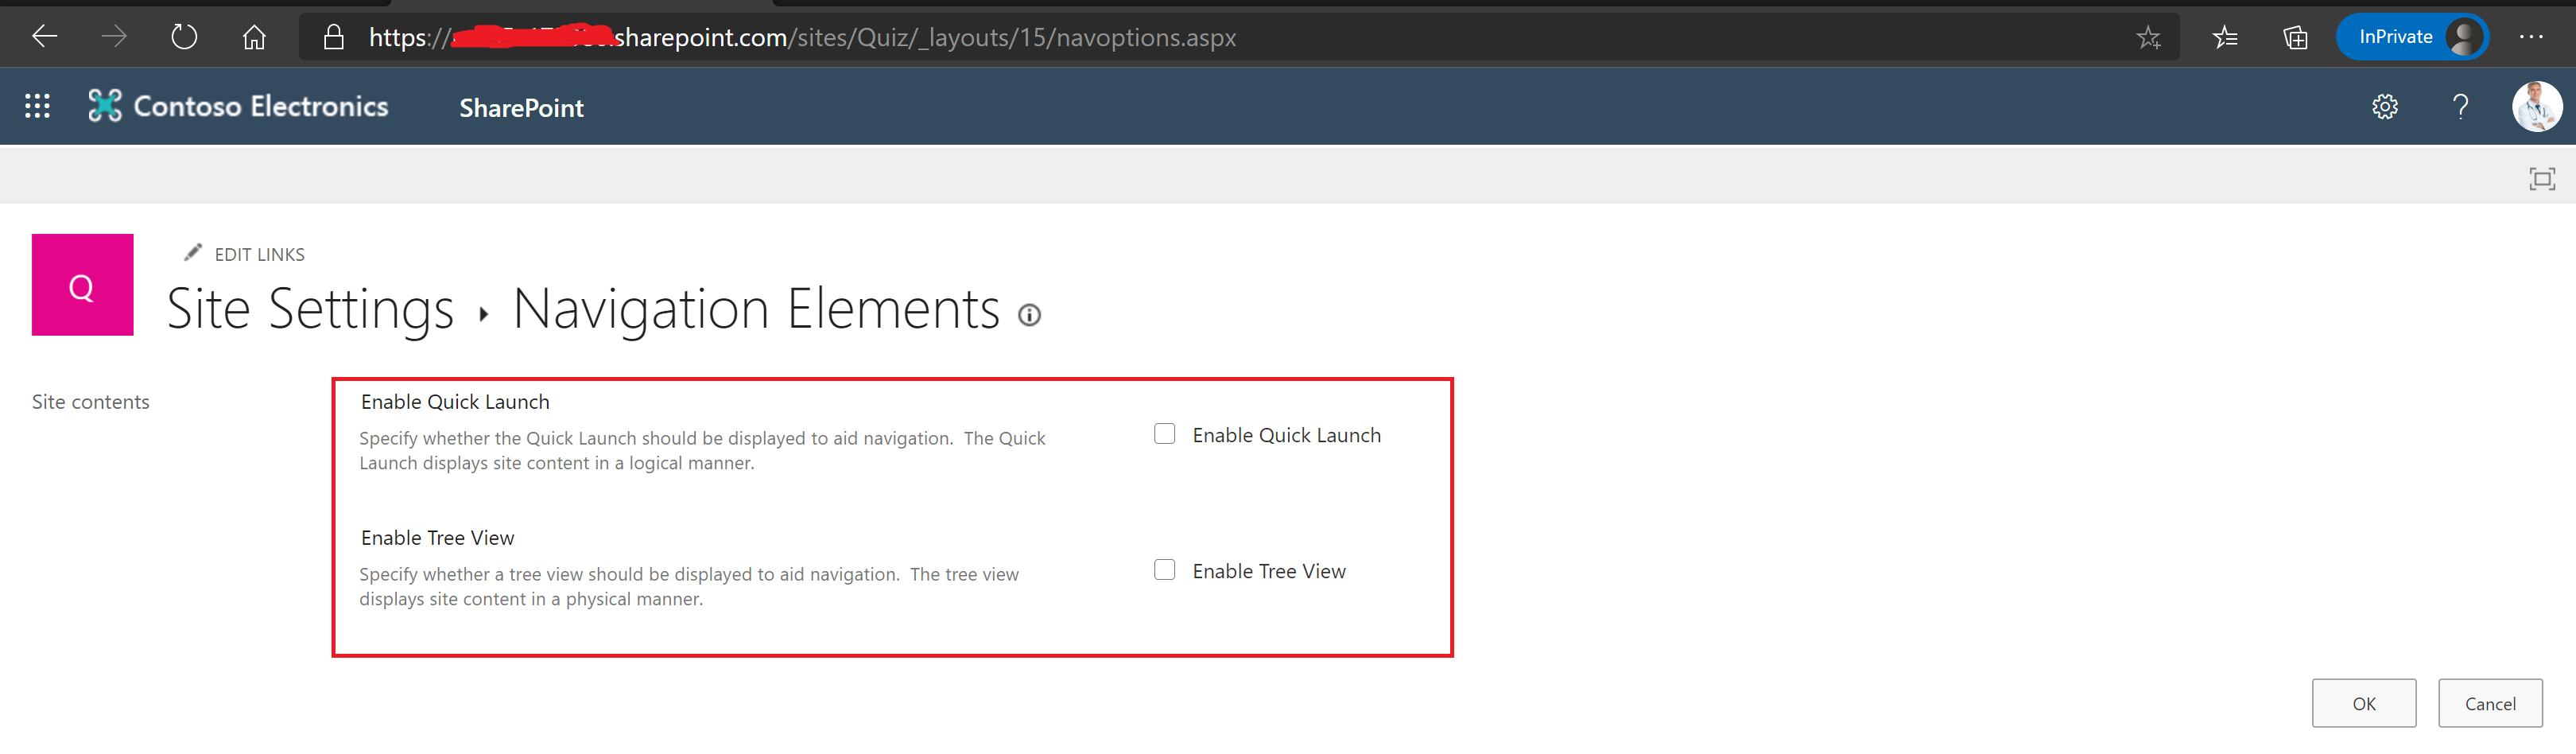 https://sharepoint.com/sites/Quiz/_layouts/15/navoptions.aspx
InPrivate
Contoso Electronics
SharePoint
EDIT LINKS
Q
Site Settings ▸ Navigation Elements
Site contents
Enable Quick Launch
Specify whether the Quick Launch should be displayed to aid navigation. The Quick
Launch displays site content in a logical manner.
Enable Quick Launch
Enable Tree View
Specify whether a tree view should be displayed to aid navigation. The tree view
displays site content in a physical manner.
Enable Tree View
OK
Cancel